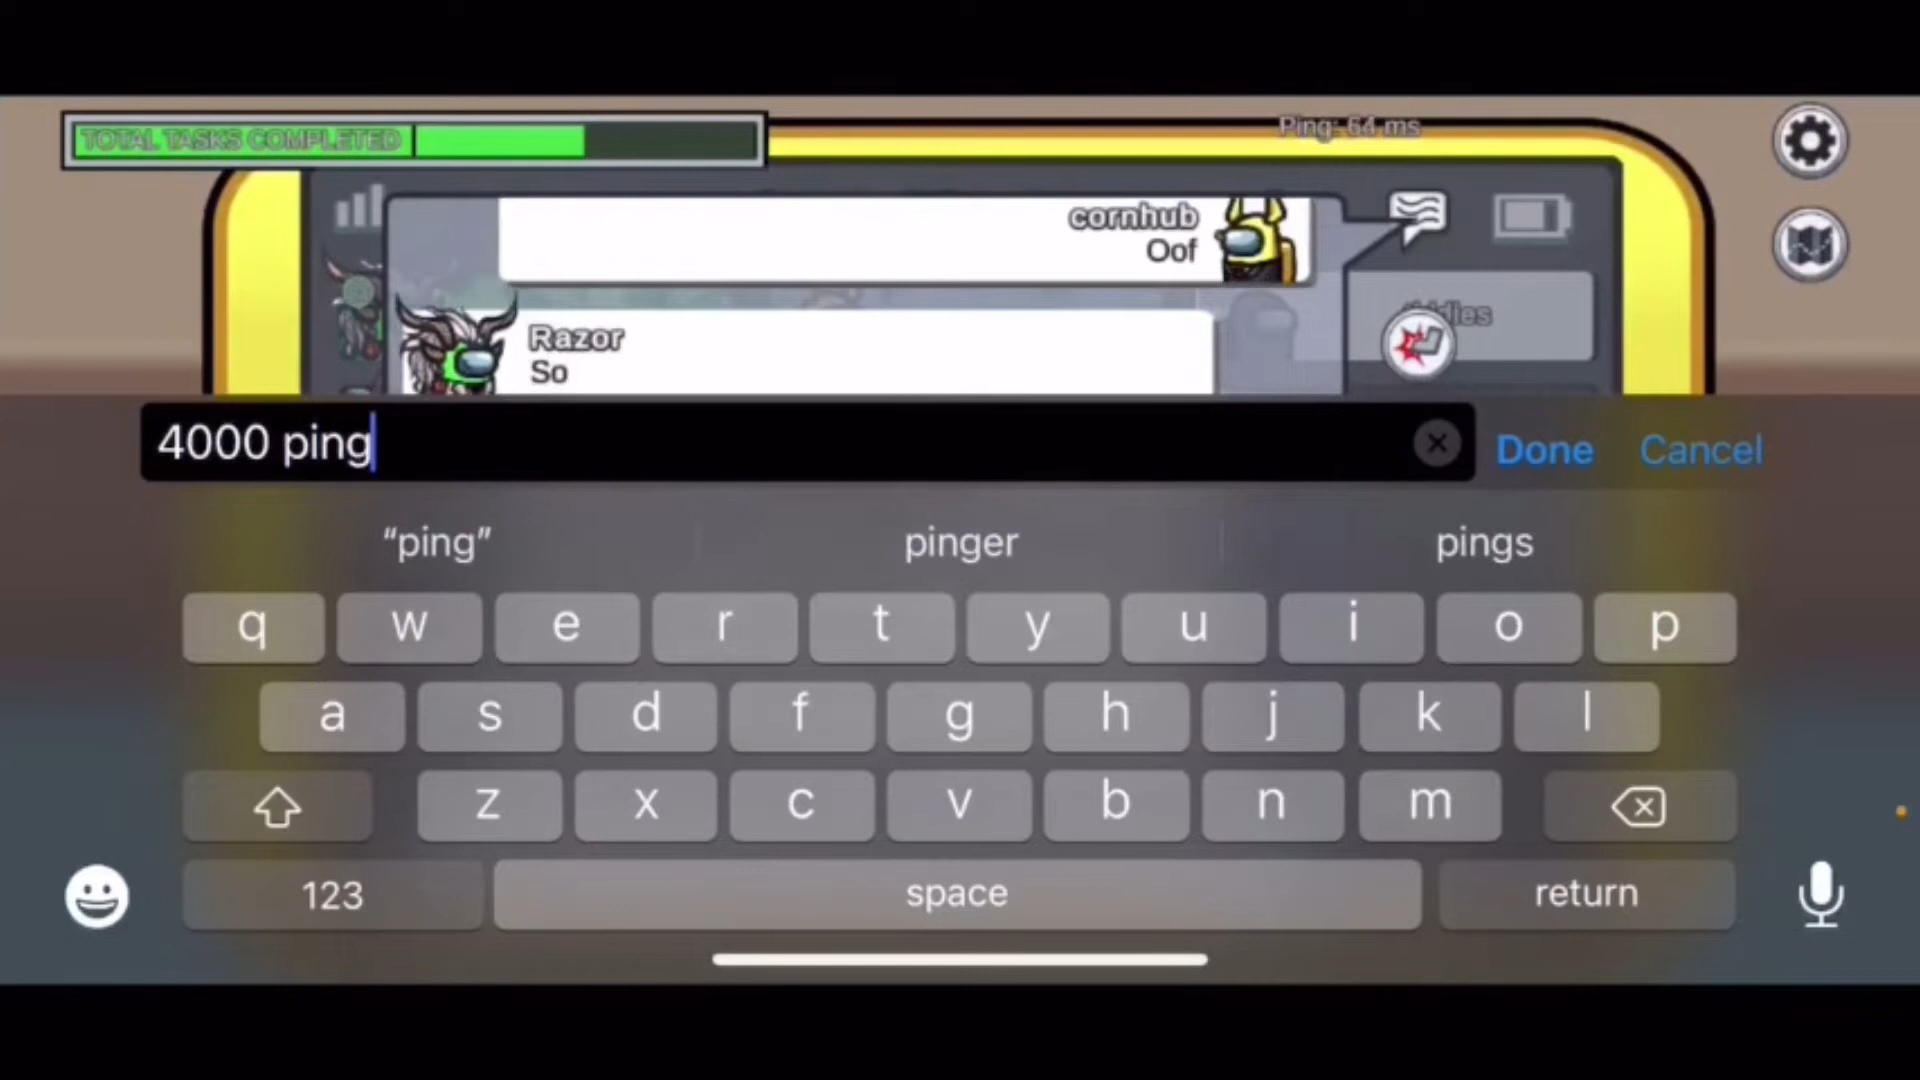 TOTAL TASKS COMPLETED
Ping: 64 ms
cornhub
Oof
Razor
So
4000 ping
Done
Cancel
“ping”
pinger
pings
q w e r t y u i o p
a s d f g h j k l
z x c v b n m
123
space
return